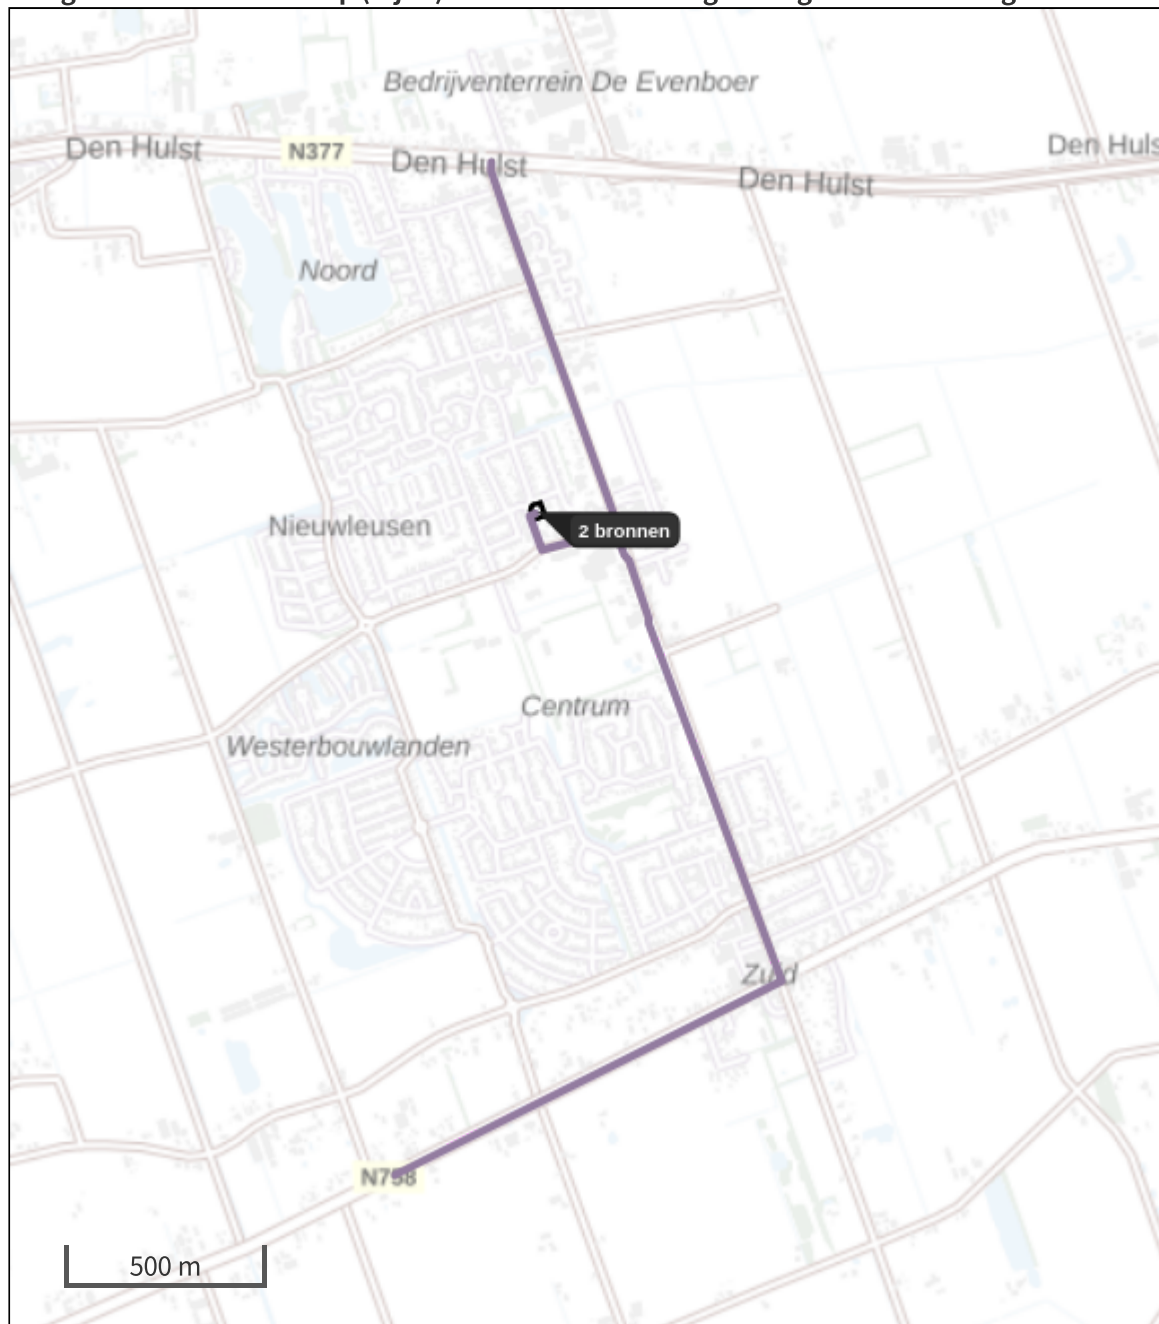 Bedrijventerrein De Evenboer
Den Hulst
N377
Den Hulst
Den Hulst
Den Huls
Noord
Nieuwleusen
2 bronnen
Centrum
Westerbouwlanden
Zuid
N758
500 m